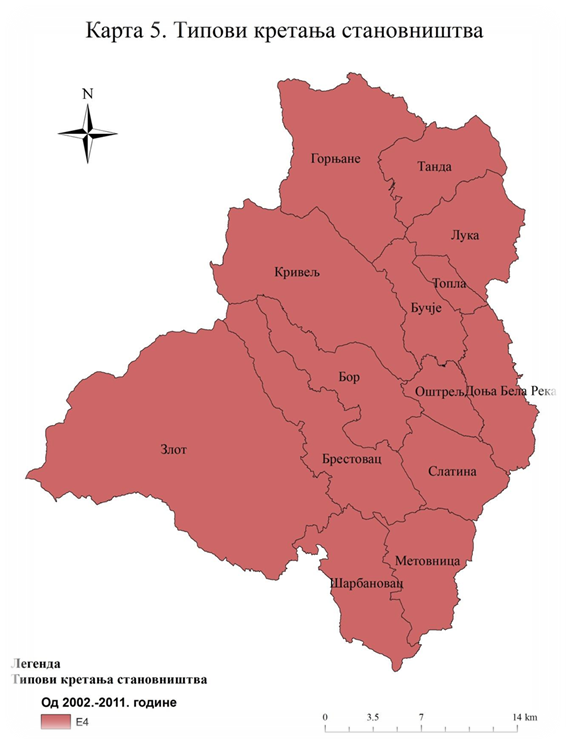 Карта 5. Типови кретања становништва
N
Горњане
Танда
Лука
Кривељ
Топла
Бучје
Бор
Оштрељ
Доња Бела Река
Злот
Брестовац
Слатина
Метовница
Шарбановац
Легенда
Типови кретања становништва
Од 2002.-2011. године
E4
0 3.5 7 14 km